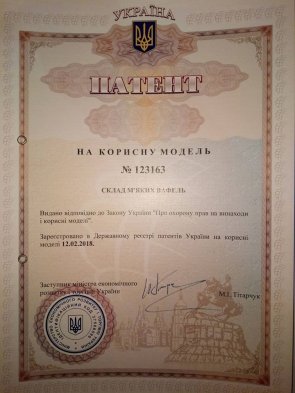 УКРАЇНА
ПАТЕНТ
НА КОРИСНУ МОДЕЛЬ
№ 123163
СКЛАД М'ЯКИХ ВАФЕЛЬ
Видано відповідно до Закону України "Про охорону прав на винаходи
і корисні моделі".
Зареєстровано в Державному реєстрі патентів України на корисні
моделі 12.02.2018.
Заступник міністра економічного
розвитку і торгівлі України
М.І. Тітарчук